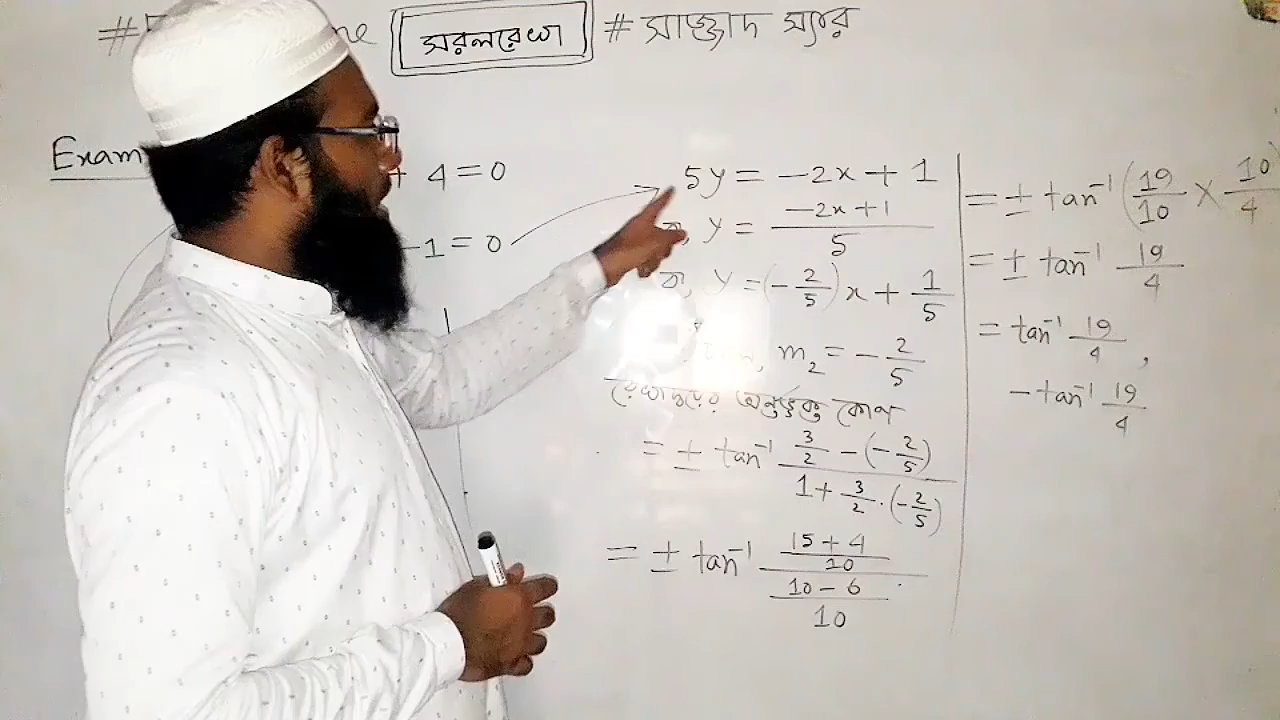 # ne সরলরেখা # সাজ্জাদ স্যার
Exam
+ 4 = 0
-1 = 0
5y = -2x + 1
বা, y = (-2x+1)/5
বা, y = (-2/5)x + 1/5
m₂ = -2/5
রেখাদ্বয়ের অন্তর্ভুক্ত কোণ
= ± tan⁻¹ (3/2 - (-2/5))/(1 + 3/2 · (-2/5))
= ± tan⁻¹ ((15+4)/10)/((10-6)/10)
= ± tan⁻¹ (19/10 × 10/4)
= ± tan⁻¹ 19/4
= tan⁻¹ 19/4 ,
- tan⁻¹ 19/4